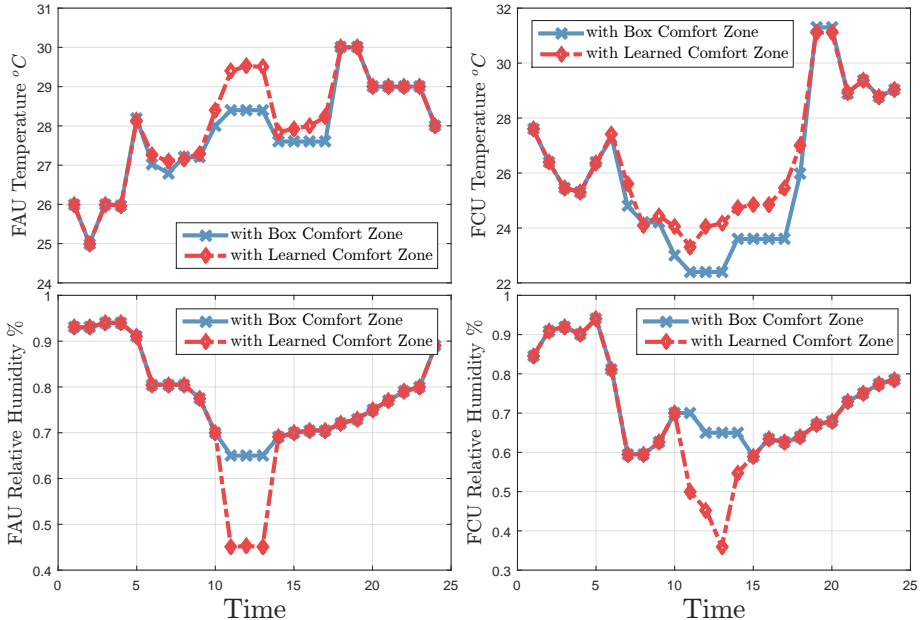 31
30
29
28
27
26
25
24
FAU Temperature °C
with Box Comfort Zone
with Learned Comfort Zone
32
30
28
26
24
22
FCU Temperature °C
with Box Comfort Zone
with Learned Comfort Zone
1
0.9
0.8
0.7
0.6
0.5
0.4
FAU Relative Humidity %
with Box Comfort Zone
with Learned Comfort Zone
0 5 10 15 20 25
Time
1
0.9
0.8
0.7
0.6
0.5
0.4
0.3
FCU Relative Humidity %
with Box Comfort Zone
with Learned Comfort Zone
0 5 10 15 20 25
Time